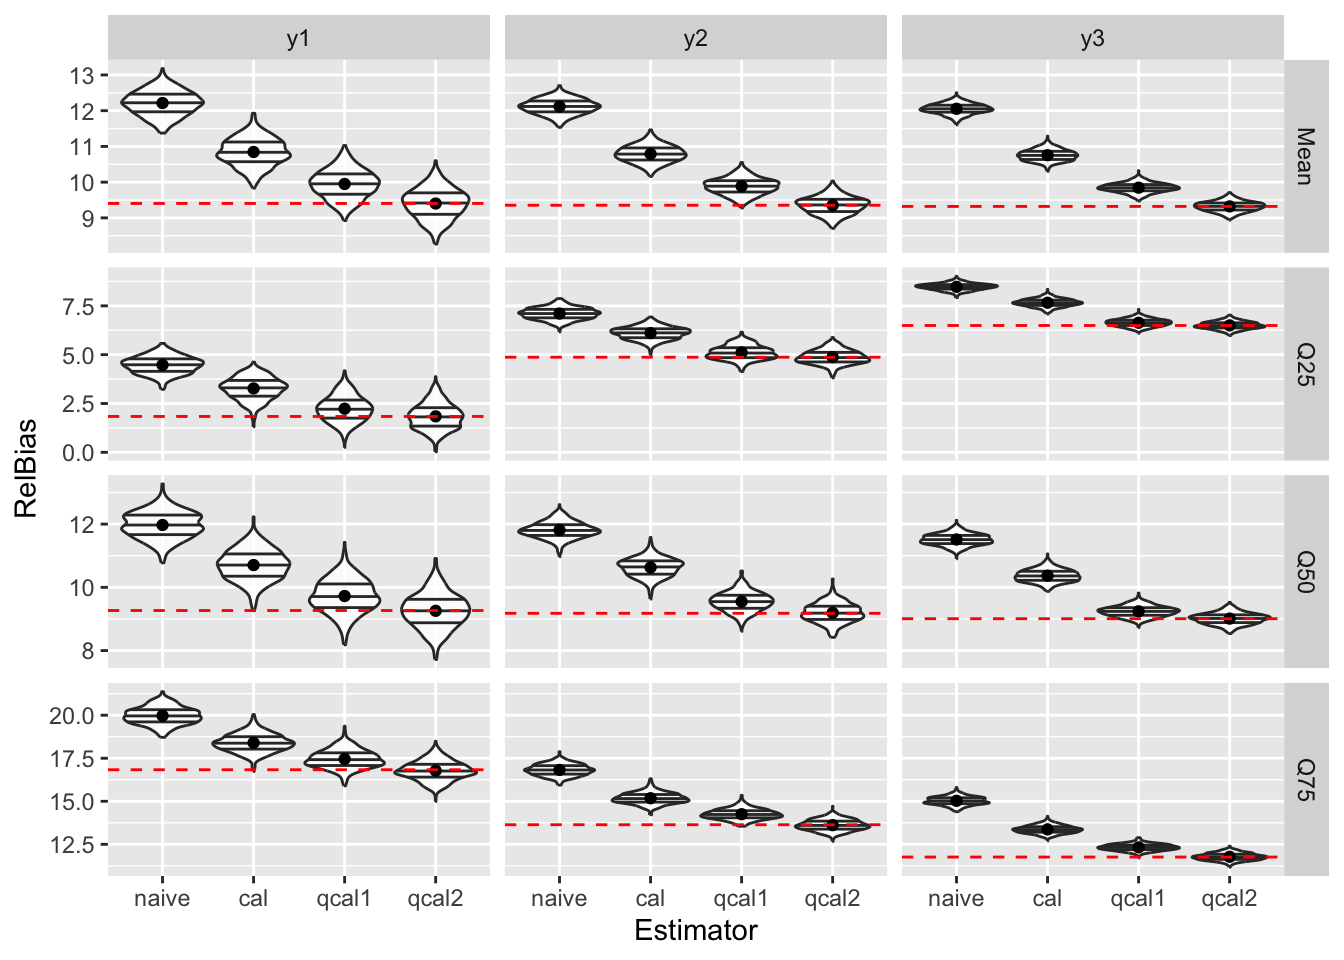 y1 y2 y3
13
12
11
10
9
Mean
7.5
5.0
2.5
0.0
Q25
RelBias
12
10
8
Q50
20.0
17.5
15.0
12.5
Q75
naive cal qcal1 qcal2 naive cal qcal1 qcal2 naive cal qcal1 qcal2
Estimator